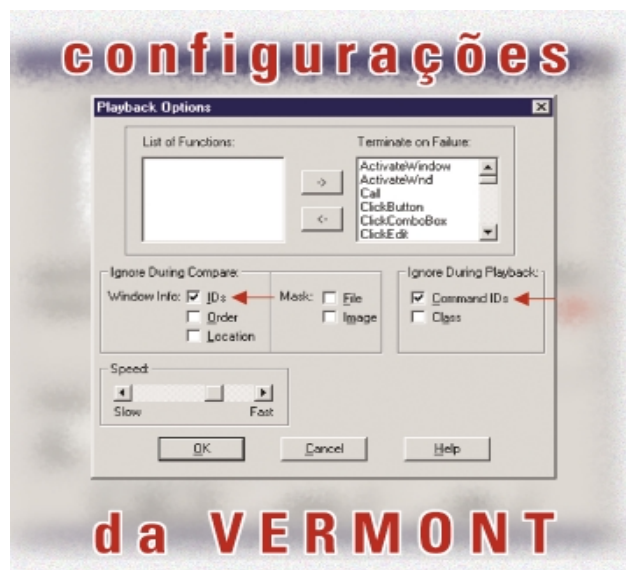 configurações
Playback Options
List of Functions:
Terminate on Failure:
->
<-
ActivateWindow
ActivateWnd
Call
ClickButton
ClickComboBox
ClickEdit
Ignore During Compare:
Window Info: IDs
Order
Location
Mask: File
Image
Ignore During Playback:
Command IDs
Class
Speed:
Slow Fast
OK Cancel Help
da VERMONT